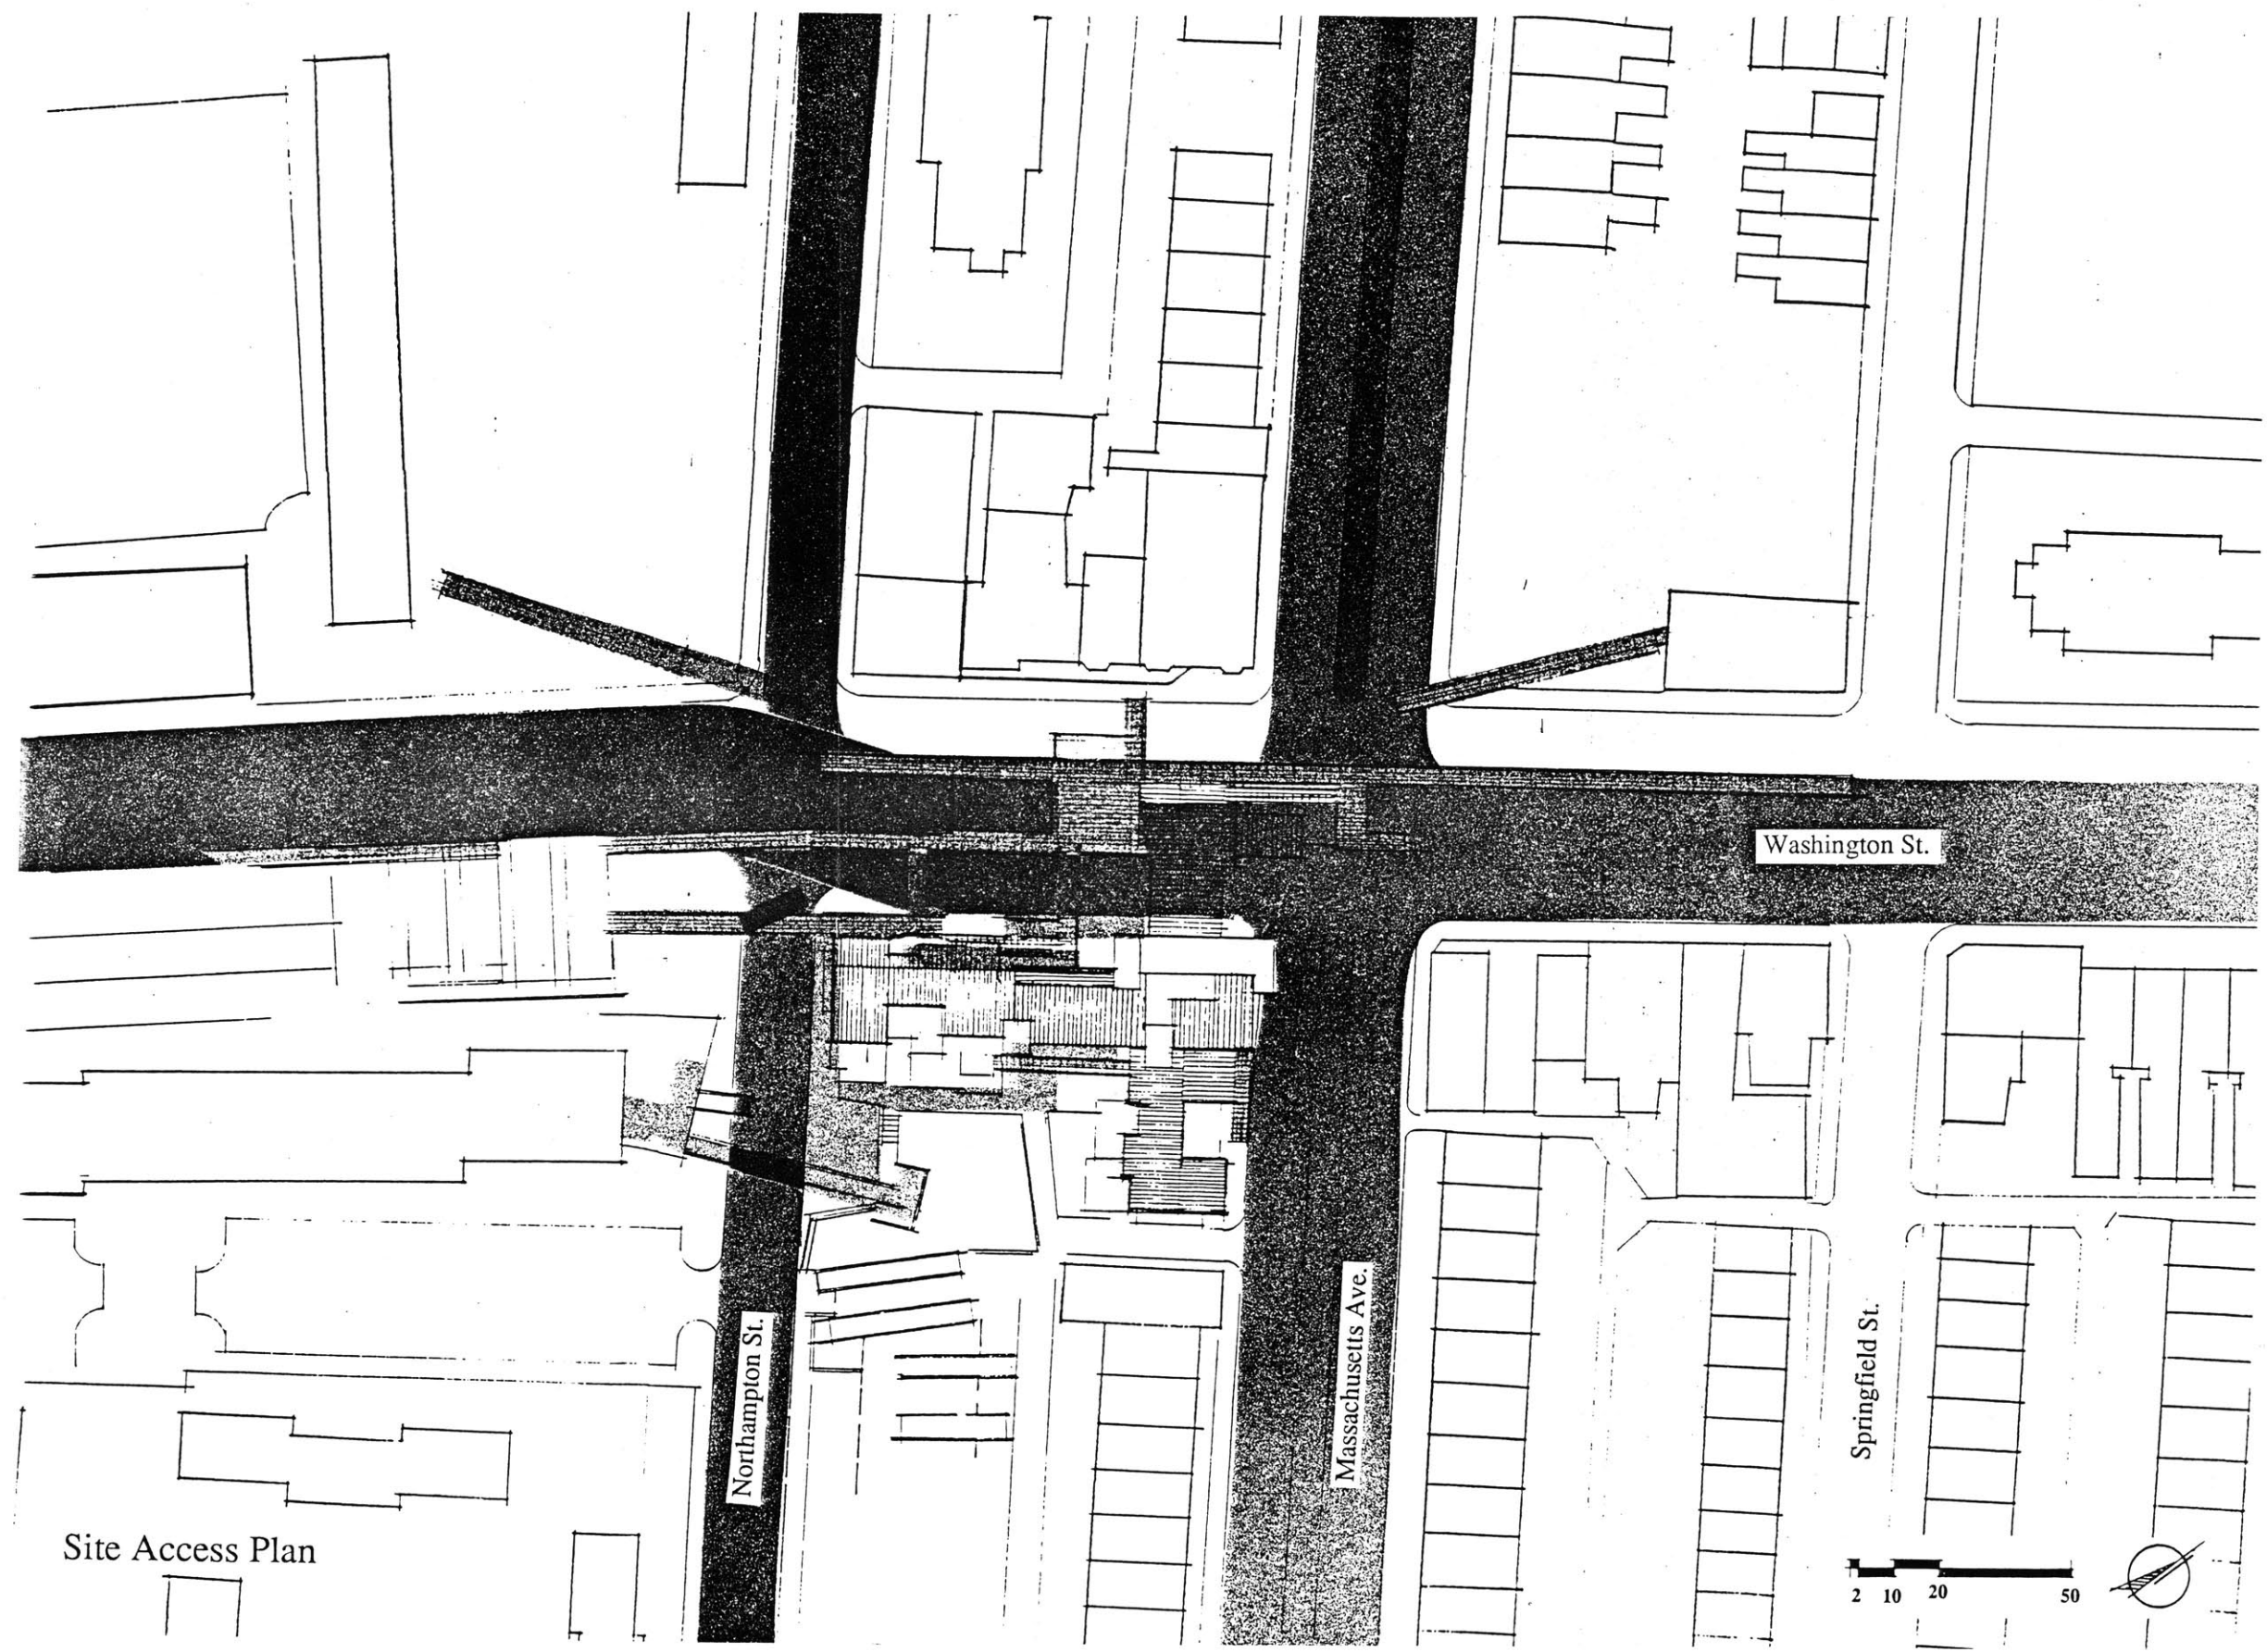 Washington St.
Northampton St.
Massachusetts Ave.
Springfield St.
Site Access Plan
2 10 20 50